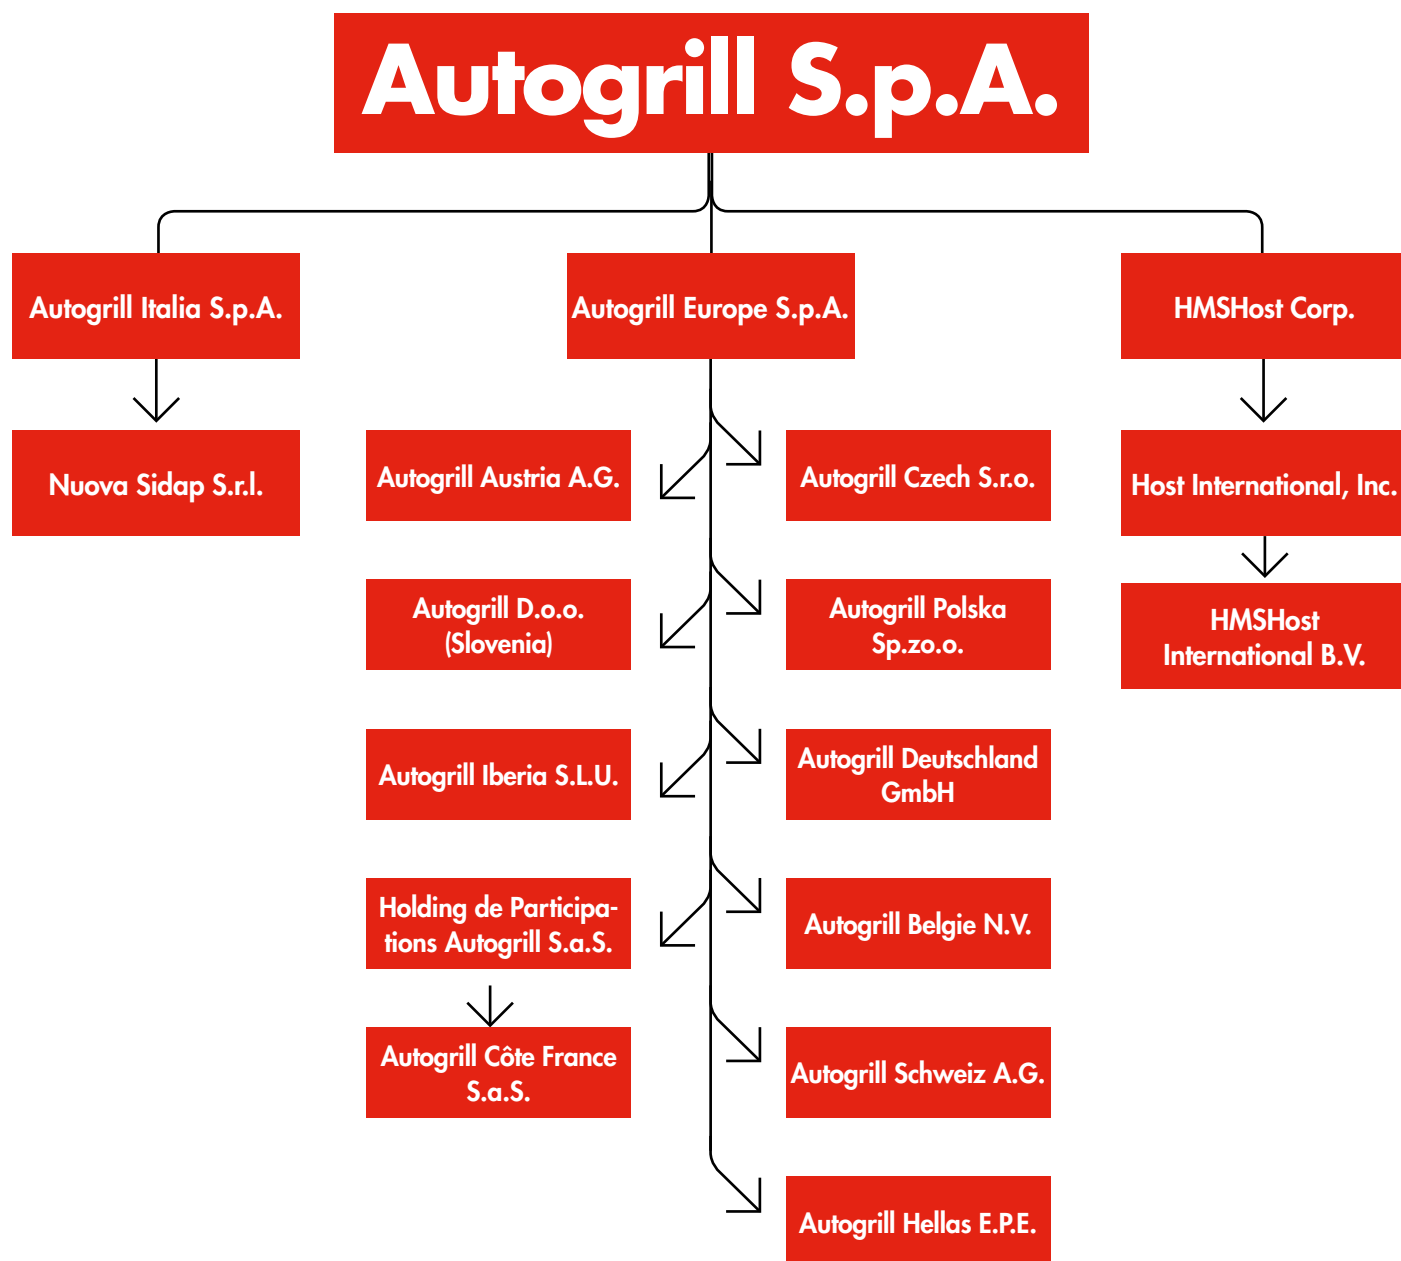 Autogrill S.p.A.
Autogrill Italia S.p.A.
Autogrill Europe S.p.A.
HMSHost Corp.
Nuova Sidap S.r.l.
Autogrill Austria A.G.
Autogrill Czech S.r.o.
Host International, Inc.
Autogrill D.o.o.
(Slovenia)
Autogrill Polska
Sp.zo.o.
HMSHost
International B.V.
Autogrill Iberia S.L.U.
Autogrill Deutschland
GmbH
Holding de Participa-
tions Autogrill S.a.S.
Autogrill Belgie N.V.
Autogrill Côte France
S.a.S.
Autogrill Schweiz A.G.
Autogrill Hellas E.P.E.